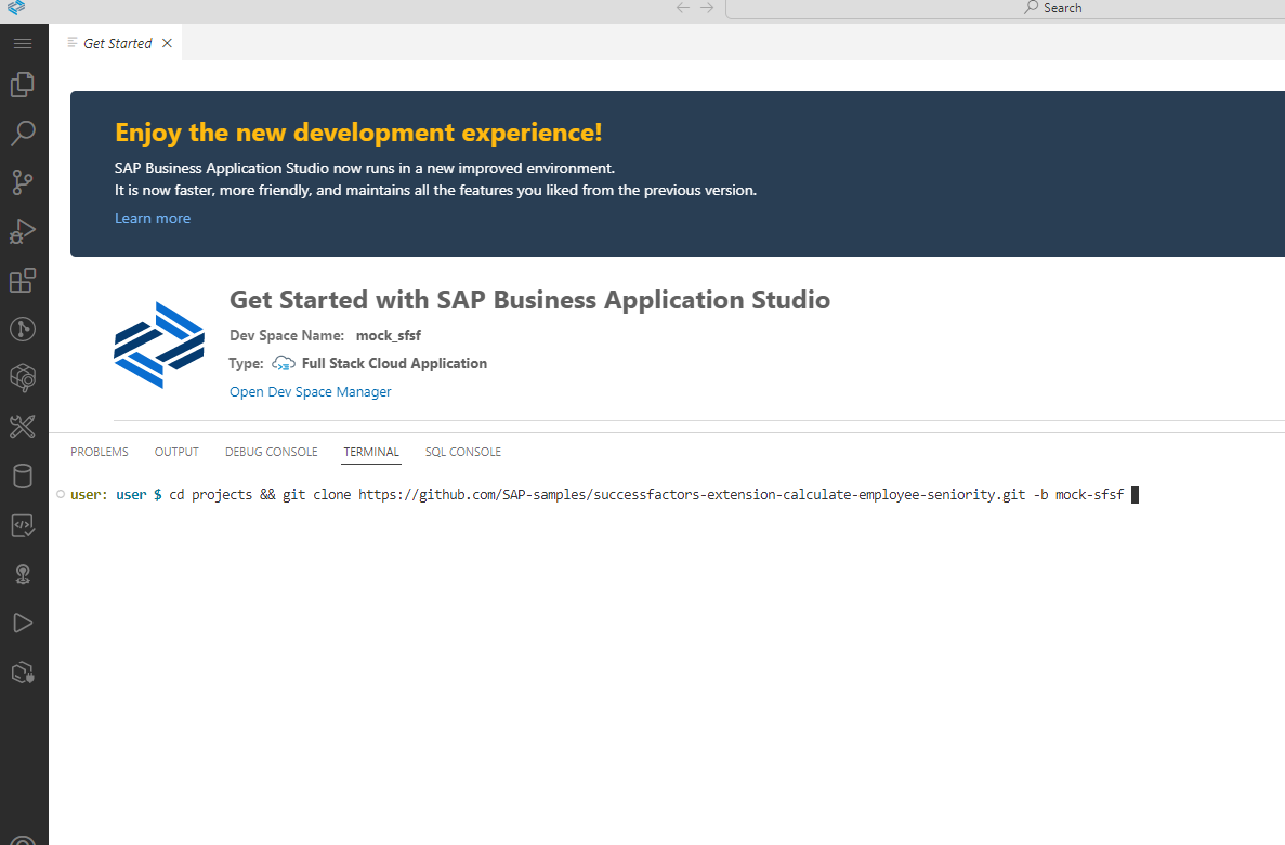 Search
Get Started
Enjoy the new development experience!
SAP Business Application Studio now runs in a new improved environment.
It is now faster, more friendly, and maintains all the features you liked from the previous version.
Learn more
Get Started with SAP Business Application Studio
Dev Space Name: mock_sfsf
Type: Full Stack Cloud Application
Open Dev Space Manager
PROBLEMS OUTPUT DEBUG CONSOLE TERMINAL SQL CONSOLE
user: user $ cd projects && git clone https://github.com/SAP-samples/successfactors-extension-calculate-employee-seniority.git -b mock-sfsf